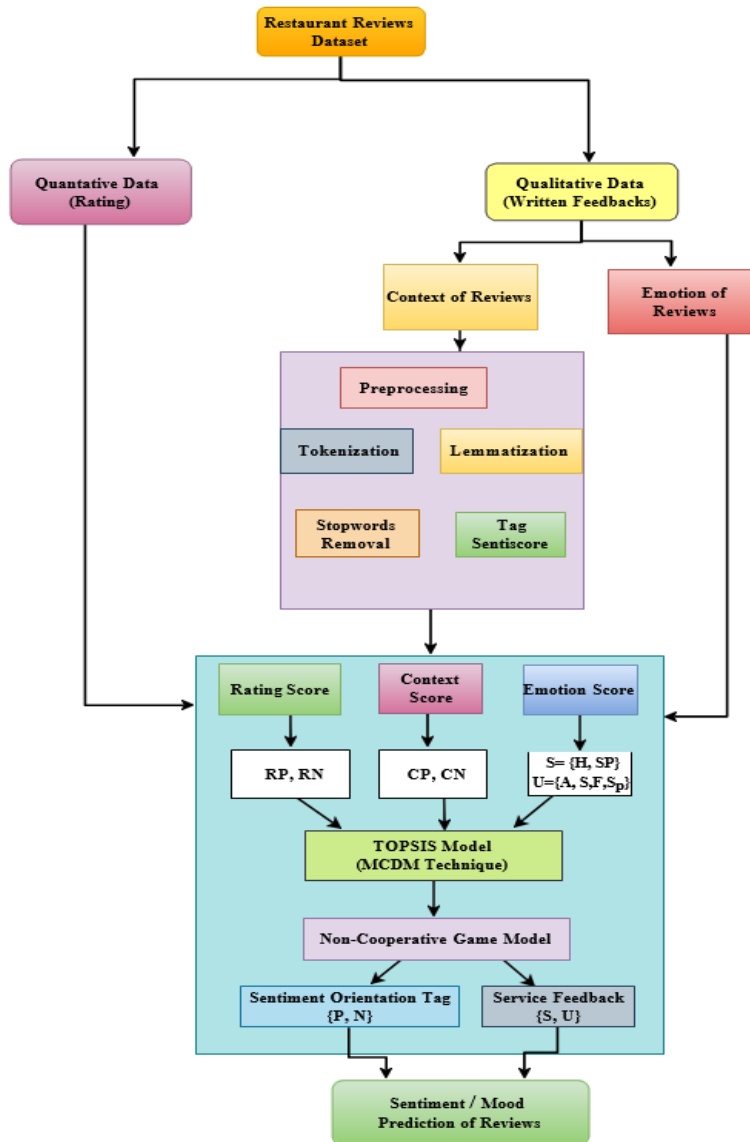 Restaurant Reviews
Dataset
Quantative Data
(Rating)
Qualitative Data
(Written Feedbacks)
Context of Reviews
Emotion of
Reviews
Preprocessing
Tokenization
Lemmatization
Stopwords
Removal
Tag
Sentiscore
Rating Score
Context
Score
Emotion Score
RP, RN
CP, CN
S= {H, SP}
U={A, S,F,Sp}
TOPSIS Model
(MCDM Technique)
Non-Cooperative Game Model
Sentiment Orientation Tag
{P, N}
Service Feedback
{S, U}
Sentiment / Mood
Prediction of Reviews